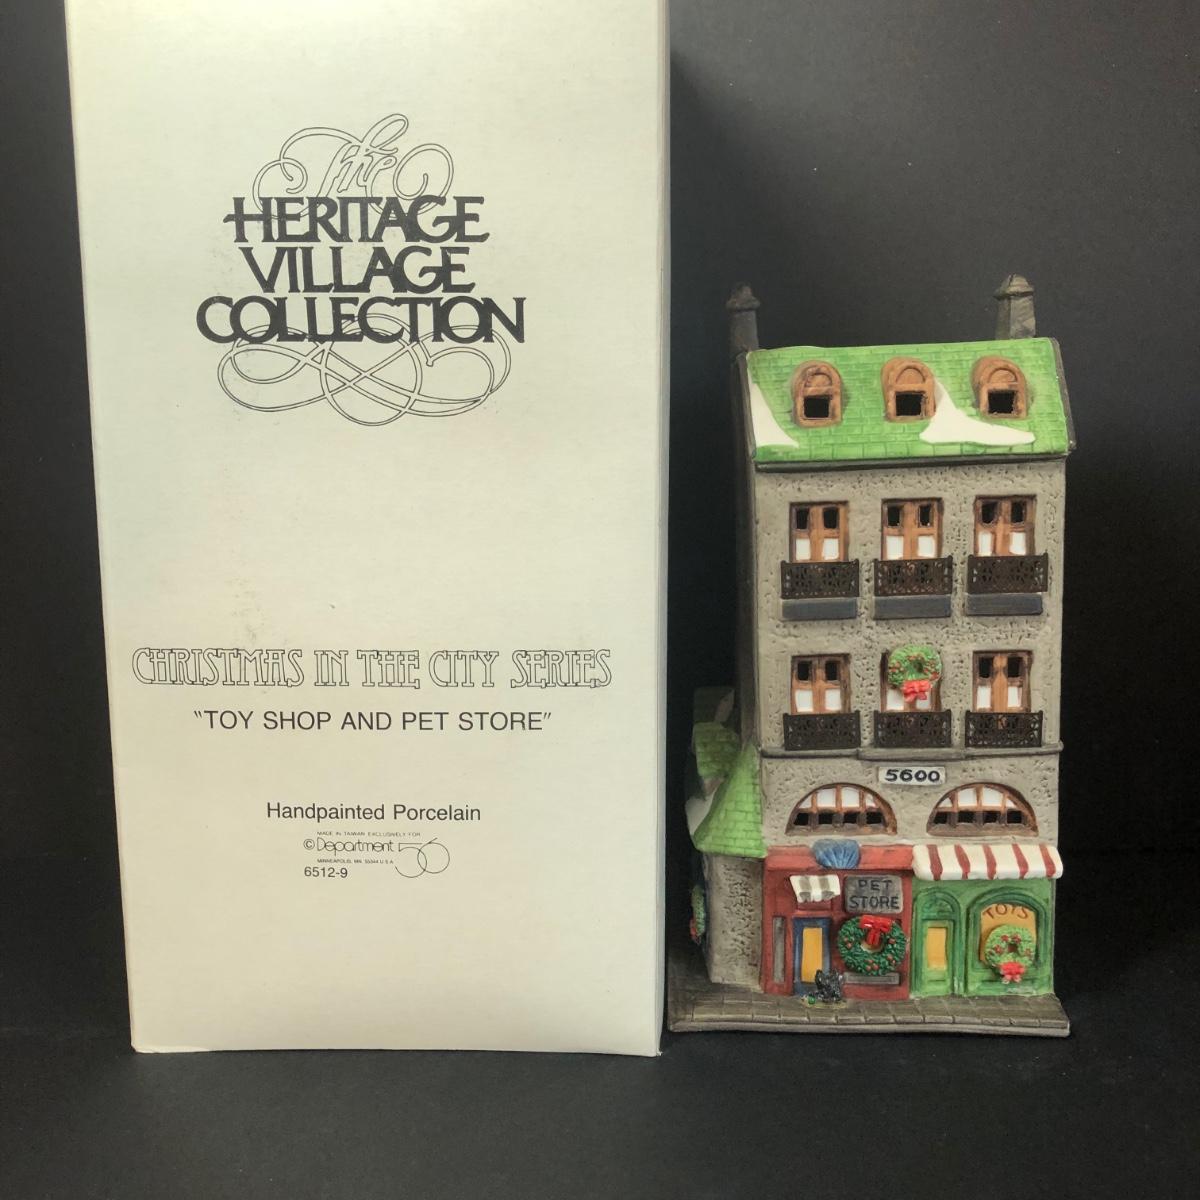 The
HERITAGE
VILLAGE
COLLECTION
CHRISTMAS IN THE CITY SERIES
"TOY SHOP AND PET STORE"
Handpainted Porcelain
MADE IN TAIWAN EXCLUSIVELY FOR
© Department 56
MINNEAPOLIS, MN. 55344 U.S.A
6512-9
5600
PET
STORE
TOYS